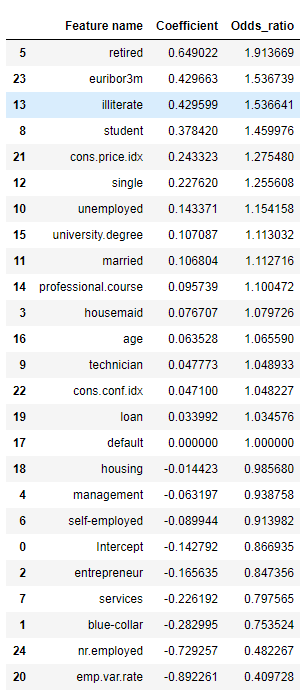 Feature name Coefficient Odds_ratio
5 retired 0.649022 1.913669
23 euribor3m 0.429663 1.536739
13 illiterate 0.429599 1.536641
8 student 0.378420 1.459976
21 cons.price.idx 0.243323 1.275480
12 single 0.227620 1.255608
10 unemployed 0.143371 1.154158
15 university.degree 0.107087 1.113032
11 married 0.106804 1.112716
14 professional.course 0.095739 1.100472
3 housemaid 0.076707 1.079726
16 age 0.063528 1.065590
9 technician 0.047773 1.048933
22 cons.conf.idx 0.047100 1.048227
19 loan 0.033992 1.034576
17 default 0.000000 1.000000
18 housing -0.014423 0.985680
4 management -0.063197 0.938758
6 self-employed -0.089944 0.913982
0 Intercept -0.142792 0.866935
2 entrepreneur -0.165635 0.847356
7 services -0.226192 0.797565
1 blue-collar -0.282995 0.753524
24 nr.employed -0.729257 0.482267
20 emp.var.rate -0.892261 0.409728